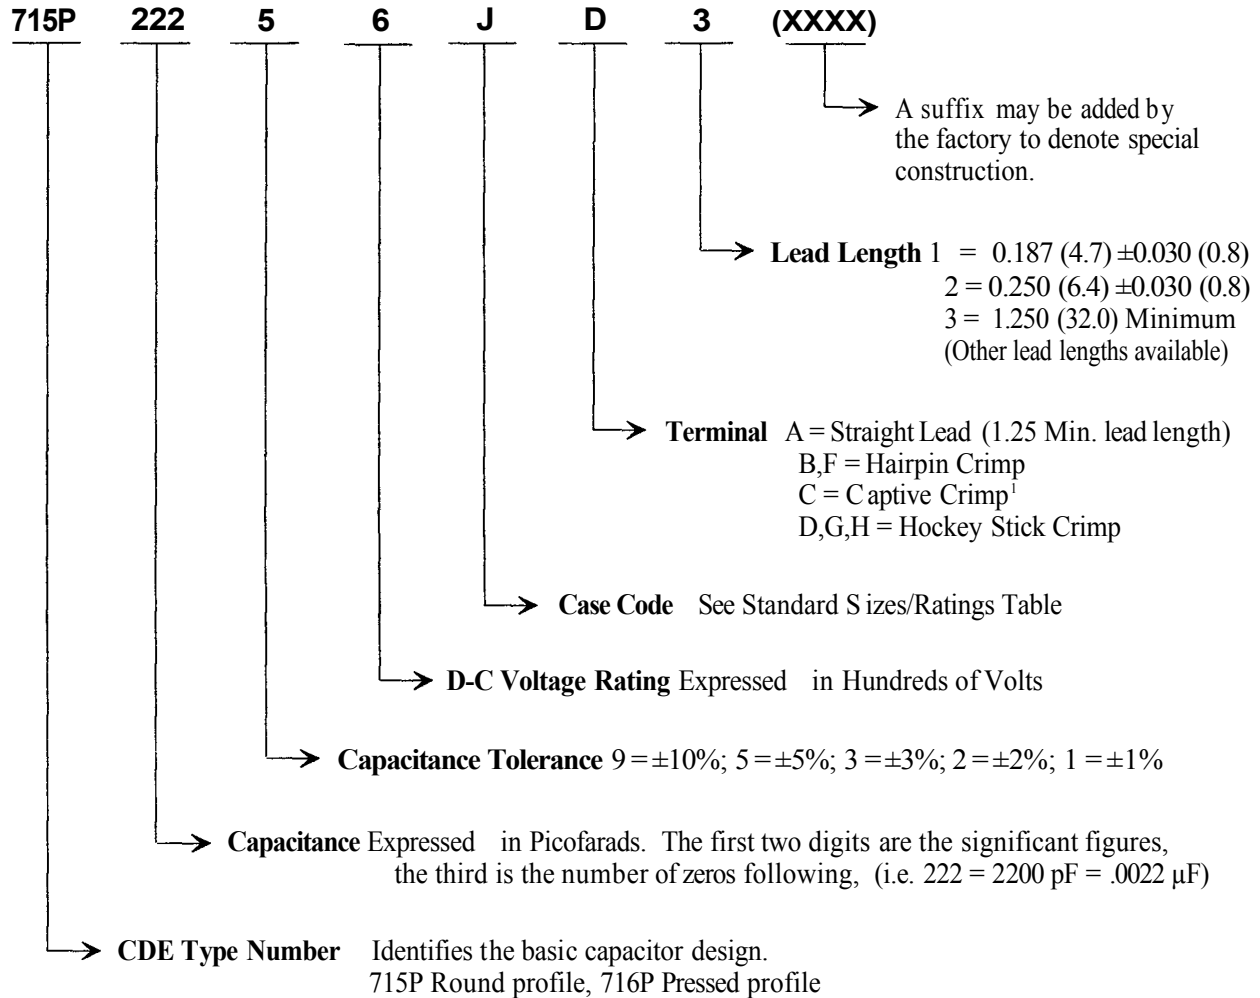 715P 222 5 6 J D 3 (XXXX)
A suffix may be added by
the factory to denote special
construction.
Lead Length 1 = 0.187 (4.7) ±0.030 (0.8)
2 = 0.250 (6.4) ±0.030 (0.8)
3 = 1.250 (32.0) Minimum
(Other lead lengths available)
Terminal A = Straight Lead (1.25 Min. lead length)
B,F = Hairpin Crimp
C = Captive Crimp¹
D,G,H = Hockey Stick Crimp
Case Code See Standard Sizes/Ratings Table
D-C Voltage Rating Expressed in Hundreds of Volts
Capacitance Tolerance 9 = ±10%; 5 = ±5%; 3 = ±3%; 2 = ±2%; 1 = ±1%
Capacitance Expressed in Picofarads. The first two digits are the significant figures,
the third is the number of zeros following, (i.e. 222 = 2200 pF = .0022 µF)
CDE Type Number Identifies the basic capacitor design.
715P Round profile, 716P Pressed profile